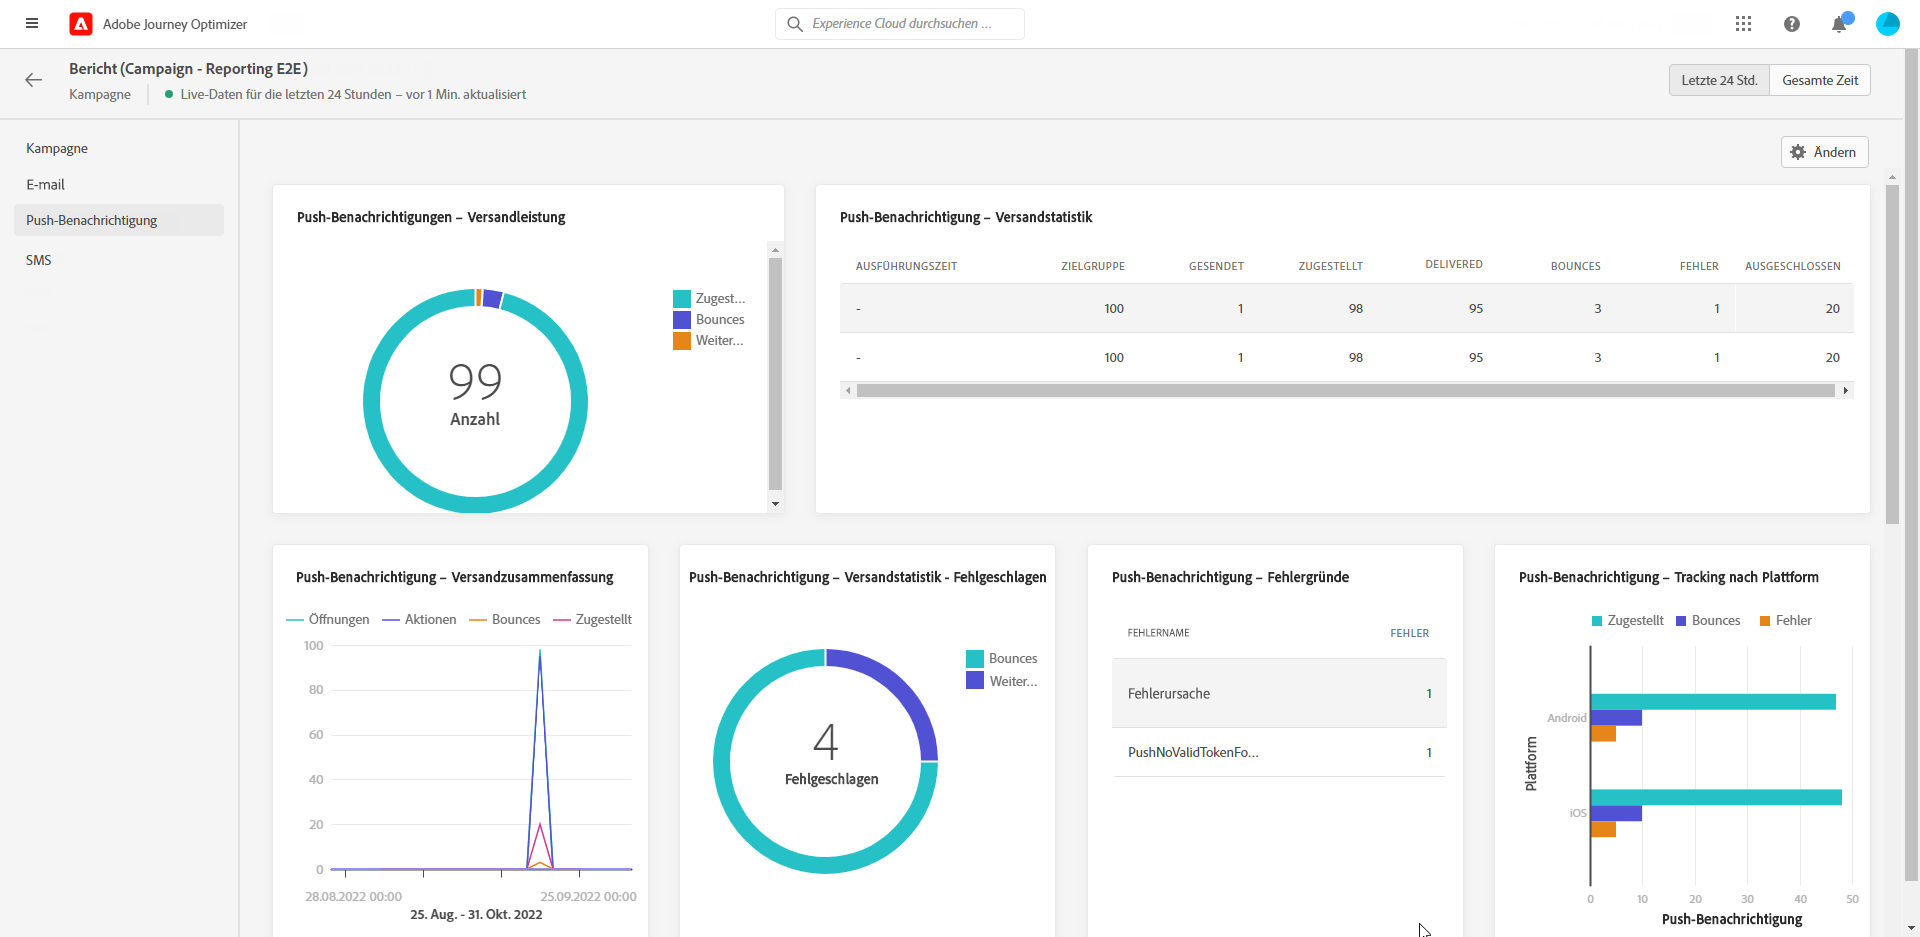 Adobe Journey Optimizer
Experience Cloud durchsuchen ...
Bericht (Campaign - Reporting E2E)
Kampagne
Live-Daten für die letzten 24 Stunden – vor 1 Min. aktualisiert
Letzte 24 Std.
Gesamte Zeit
Kampagne
E-mail
Push-Benachrichtigung
SMS
Ändern
Push-Benachrichtigungen – Versandleistung
Zugest...
Bounces
Weiter...
99
Anzahl
Push-Benachrichtigung – Versandstatistik
AUSFÜHRUNGSZEIT ZIELGRUPPE GESENDET ZUGESTELLT DELIVERED BOUNCES FEHLER AUSGESCHLOSSEN
- 100 1 98 95 3 1 20
- 100 1 98 95 3 1 20
Push-Benachrichtigung – Versandzusammenfassung
Öffnungen Aktionen Bounces Zugestellt
100
80
60
40
20
0
28.08.2022 00:00 25.09.2022 00:00
25. Aug. - 31. Okt. 2022
Push-Benachrichtigung – Versandstatistik - Fehlgeschlagen
Bounces
Weiter...
4
Fehlgeschlagen
Push-Benachrichtigung – Fehlergründe
FEHLERNAME FEHLER
Fehlerursache 1
PushNoValidTokenFo... 1
Push-Benachrichtigung – Tracking nach Plattform
Zugestellt Bounces Fehler
Plattform
Android
iOS
0 10 20 30 40 50
Push-Benachrichtigung